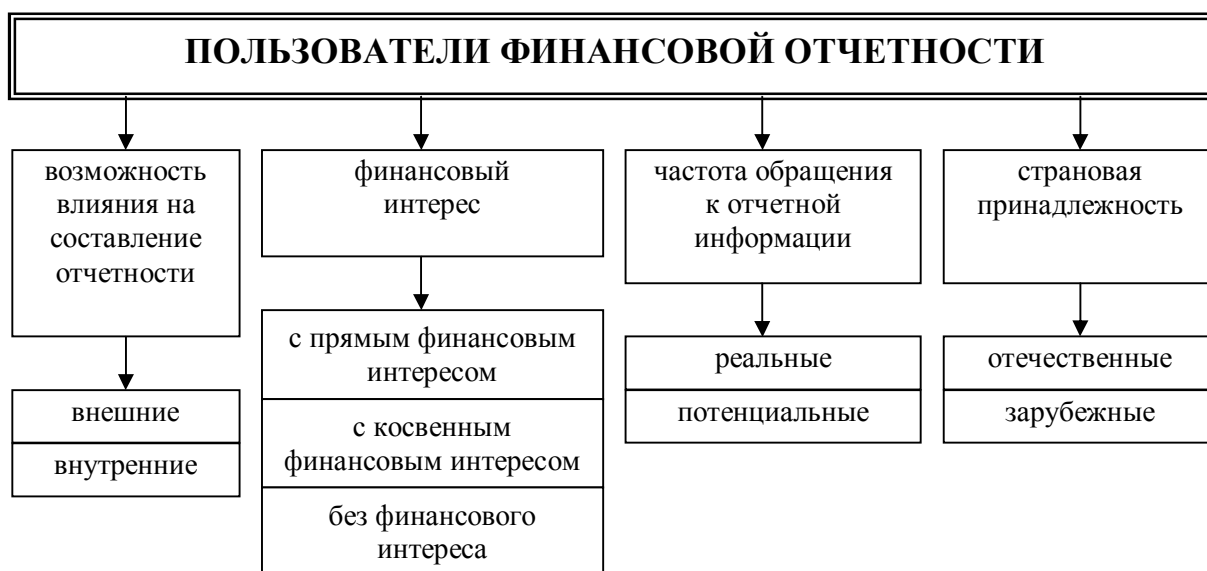 ПОЛЬЗОВАТЕЛИ ФИНАНСОВОЙ ОТЧЕТНОСТИ
возможность
влияния на
составление
отчетности
внешние
внутренние
финансовый
интерес
с прямым финансовым
интересом
с косвенным
финансовым интересом
без финансового
интереса
частота обращения
к отчетной
информации
реальные
потенциальные
страновая
принадлежность
отечественные
зарубежные